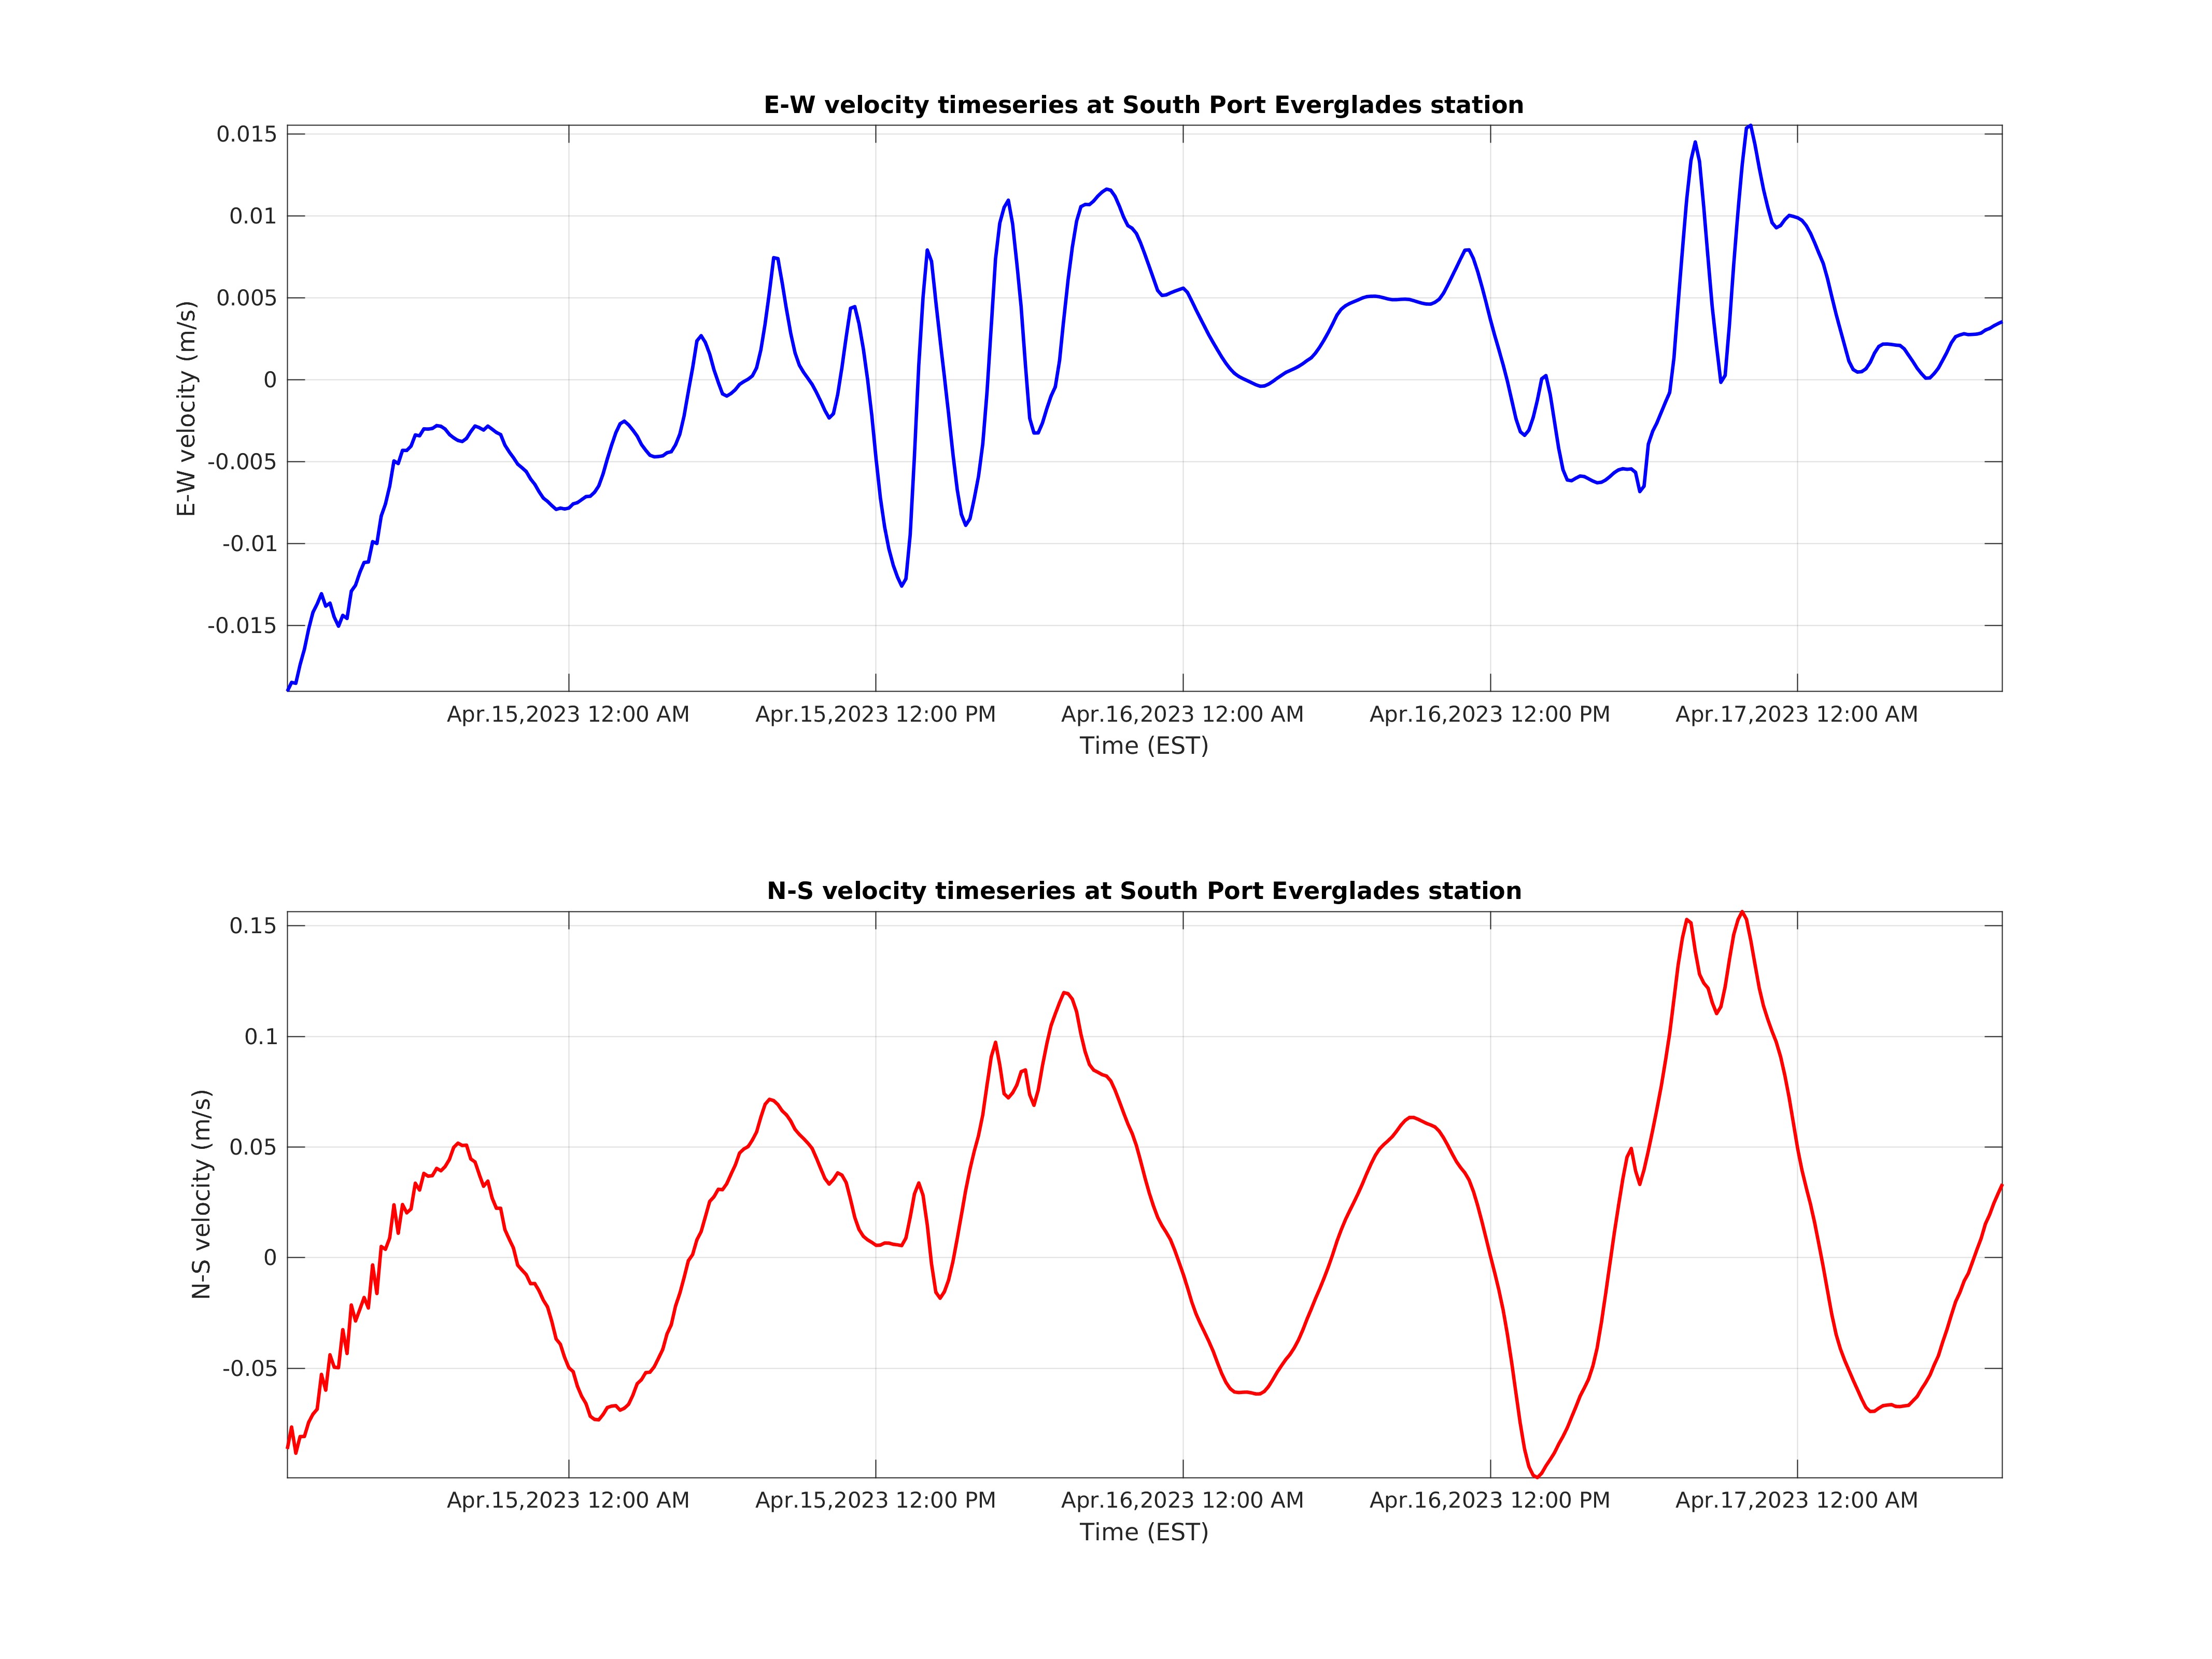 E-W velocity timeseries at South Port Everglades station
0.015
0.01
0.005
0
-0.005
-0.01
-0.015
E-W velocity (m/s)
Apr.15,2023 12:00 AM Apr.15,2023 12:00 PM Apr.16,2023 12:00 AM Apr.16,2023 12:00 PM Apr.17,2023 12:00 AM
Time (EST)
N-S velocity timeseries at South Port Everglades station
0.15
0.1
0.05
0
-0.05
N-S velocity (m/s)
Apr.15,2023 12:00 AM Apr.15,2023 12:00 PM Apr.16,2023 12:00 AM Apr.16,2023 12:00 PM Apr.17,2023 12:00 AM
Time (EST)